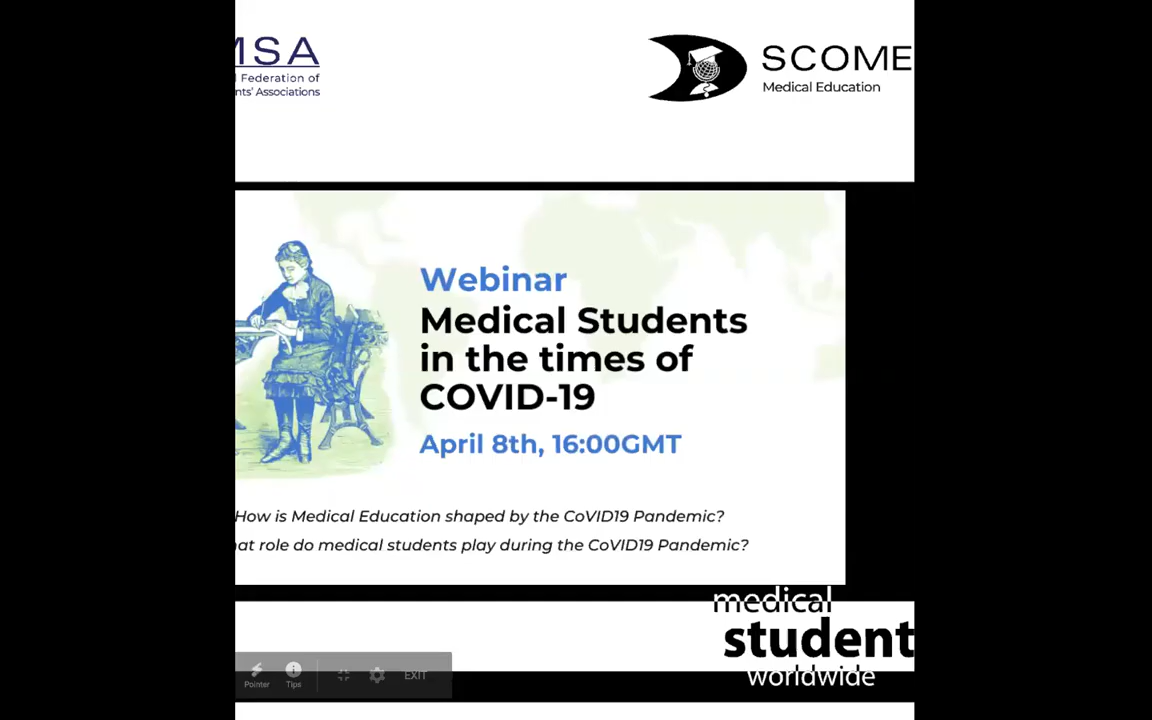 MSA
Federation of
nts' Associations
SCOME
Medical Education
Webinar
Medical Students
in the times of
COVID-19
April 8th, 16:00GMT
How is Medical Education shaped by the CoVID19 Pandemic?
at role do medical students play during the CoVID19 Pandemic?
medical
student
worldwide
Pointer
Tips
EXIT